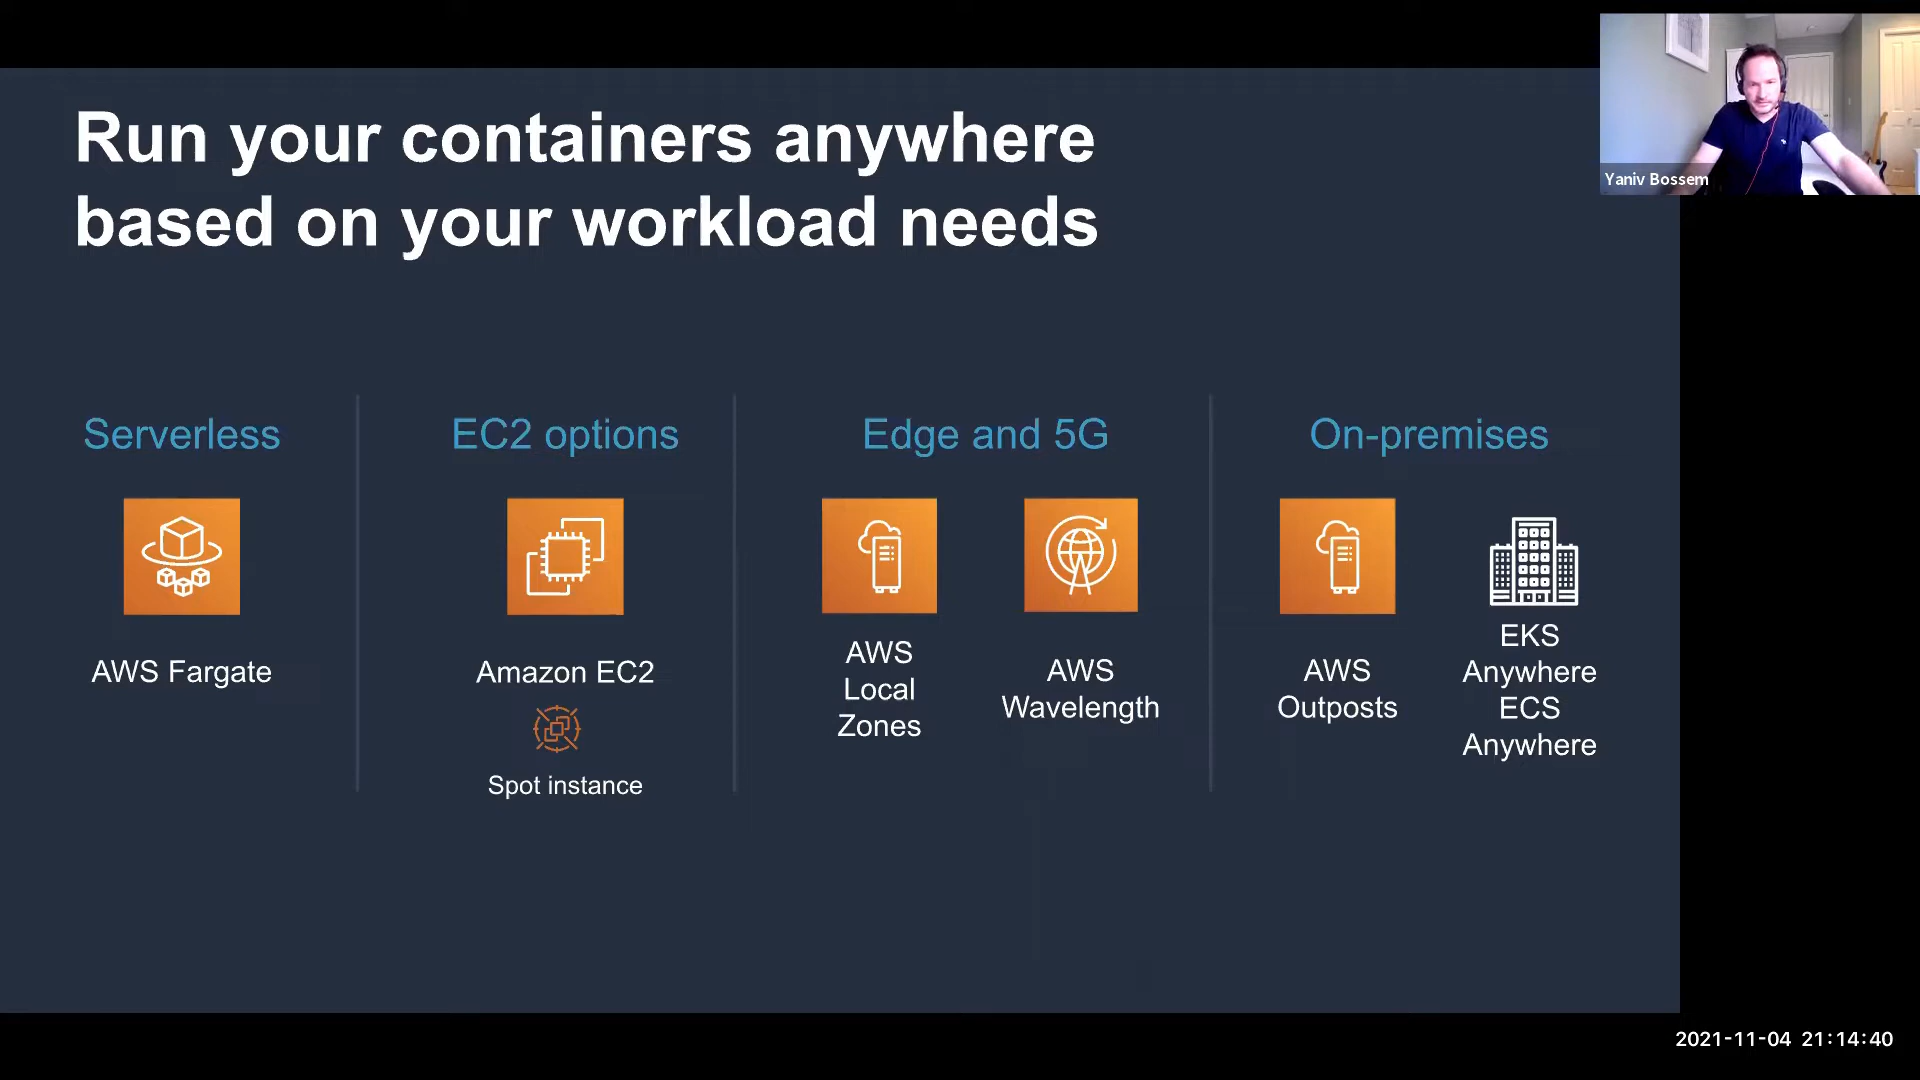 Run your containers anywhere
based on your workload needs
Yaniv Bossem
Serverless
EC2 options
Edge and 5G
On-premises
AWS Fargate
Amazon EC2
Spot instance
AWS
Local
Zones
AWS
Wavelength
AWS
Outposts
EKS
Anywhere
ECS
Anywhere
2021-11-04 21:14:40